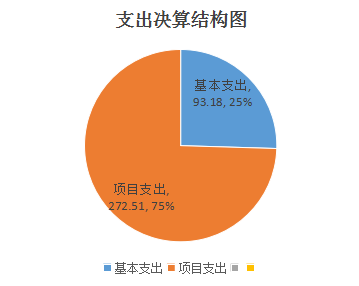 支出决算结构图
基本支出,
93.18, 25%
项目支出,
272.51, 75%
基本支出 项目支出